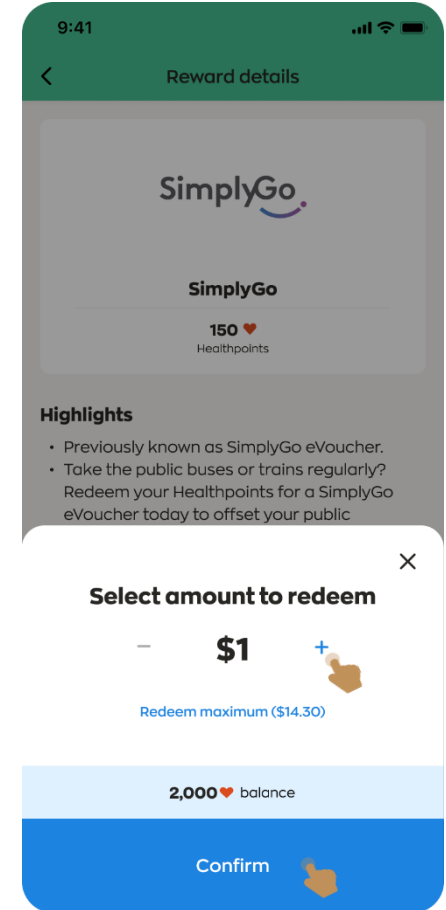 9:41
Reward details
SimplyGo
SimplyGo
150
Healthpoints
Highlights
• Previously known as SimplyGo eVoucher.
• Take the public buses or trains regularly?
Redeem your Healthpoints for a SimplyGo
eVoucher today to offset your public
Select amount to redeem
− $1 +
Redeem maximum ($14.30)
2,000 balance
Confirm